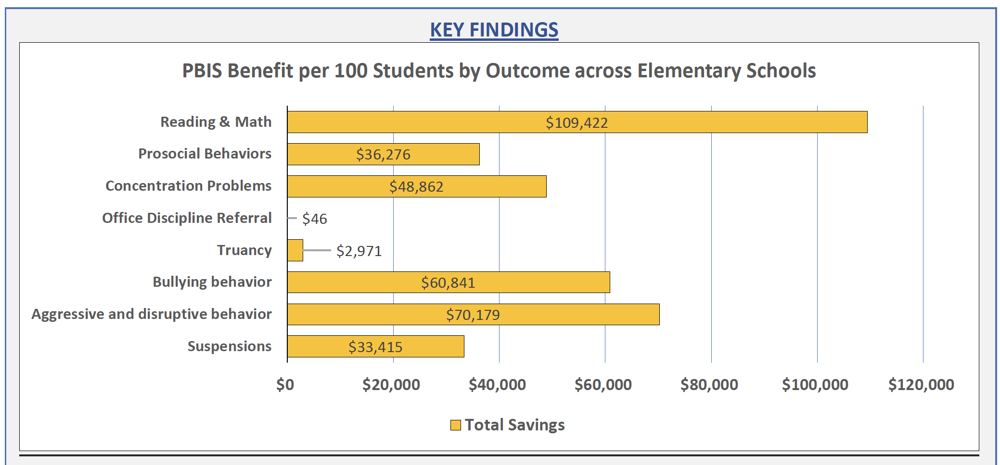 KEY FINDINGS
PBIS Benefit per 100 Students by Outcome across Elementary Schools
Reading & Math $109,422
Prosocial Behaviors $36,276
Concentration Problems $48,862
Office Discipline Referral $46
Truancy $2,971
Bullying behavior $60,841
Aggressive and disruptive behavior $70,179
Suspensions $33,415
$0 $20,000 $40,000 $60,000 $80,000 $100,000 $120,000
Total Savings